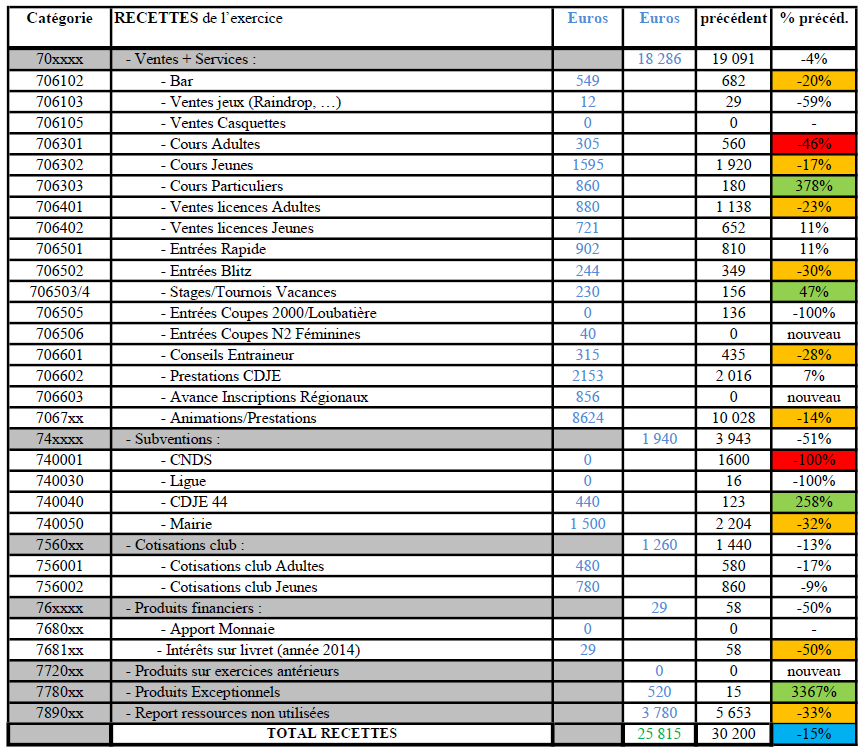 Catégorie RECETTES de l'exercice Euros Euros précédent % précéd.
70xxxx - Ventes + Services : 18 286 19 091 -4%
706102 - Bar 549 682 -20%
706103 - Ventes jeux (Raindrop, …) 12 29 -59%
706105 - Ventes Casquettes 0 0 -
706301 - Cours Adultes 305 560 -46%
706302 - Cours Jeunes 1595 1 920 -17%
706303 - Cours Particuliers 860 180 378%
706401 - Ventes licences Adultes 880 1 138 -23%
706402 - Ventes licences Jeunes 721 652 11%
706501 - Entrées Rapide 902 810 11%
706502 - Entrées Blitz 244 349 -30%
706503/4 - Stages/Tournois Vacances 230 156 47%
706505 - Entrées Coupes 2000/Loubatière 0 136 -100%
706506 - Entrées Coupes N2 Féminines 40 0 nouveau
706601 - Conseils Entraineur 315 435 -28%
706602 - Prestations CDJE 2153 2 016 7%
706603 - Avance Inscriptions Régionaux 856 0 nouveau
7067xx - Animations/Prestations 8624 10 028 -14%
74xxxx - Subventions : 1 940 3 943 -51%
740001 - CNDS 0 1600 -100%
740030 - Ligue 0 16 -100%
740040 - CDJE 44 440 123 258%
740050 - Mairie 1 500 2 204 -32%
7560xx - Cotisations club : 1 260 1 440 -13%
756001 - Cotisations club Adultes 480 580 -17%
756002 - Cotisations club Jeunes 780 860 -9%
76xxxx - Produits financiers : 29 58 -50%
7680xx - Apport Monnaie 0 0 -
7681xx - Intérêts sur livret (année 2014) 29 58 -50%
7720xx - Produits sur exercices antérieurs 0 0 nouveau
7780xx - Produits Exceptionnels 520 15 3367%
7890xx - Report ressources non utilisées 3 780 5 653 -33%
TOTAL RECETTES 25 815 30 200 -15%